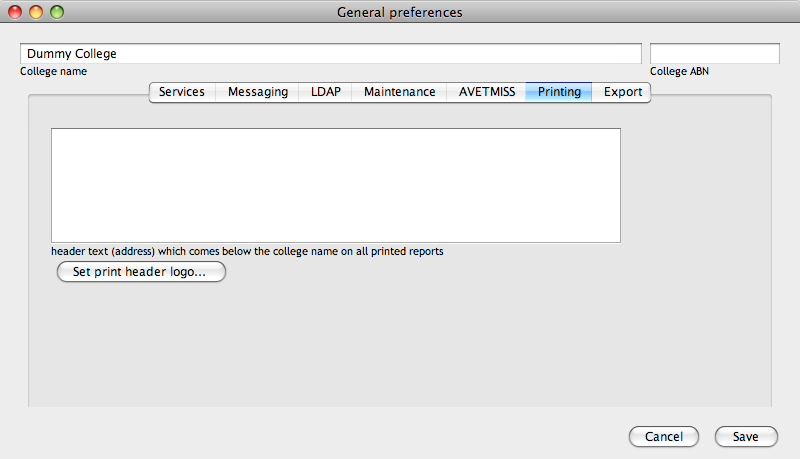 General preferences
Dummy College
College name
College ABN
Services Messaging LDAP Maintenance AVETMISS Printing Export
header text (address) which comes below the college name on all printed reports
Set print header logo...
Cancel Save